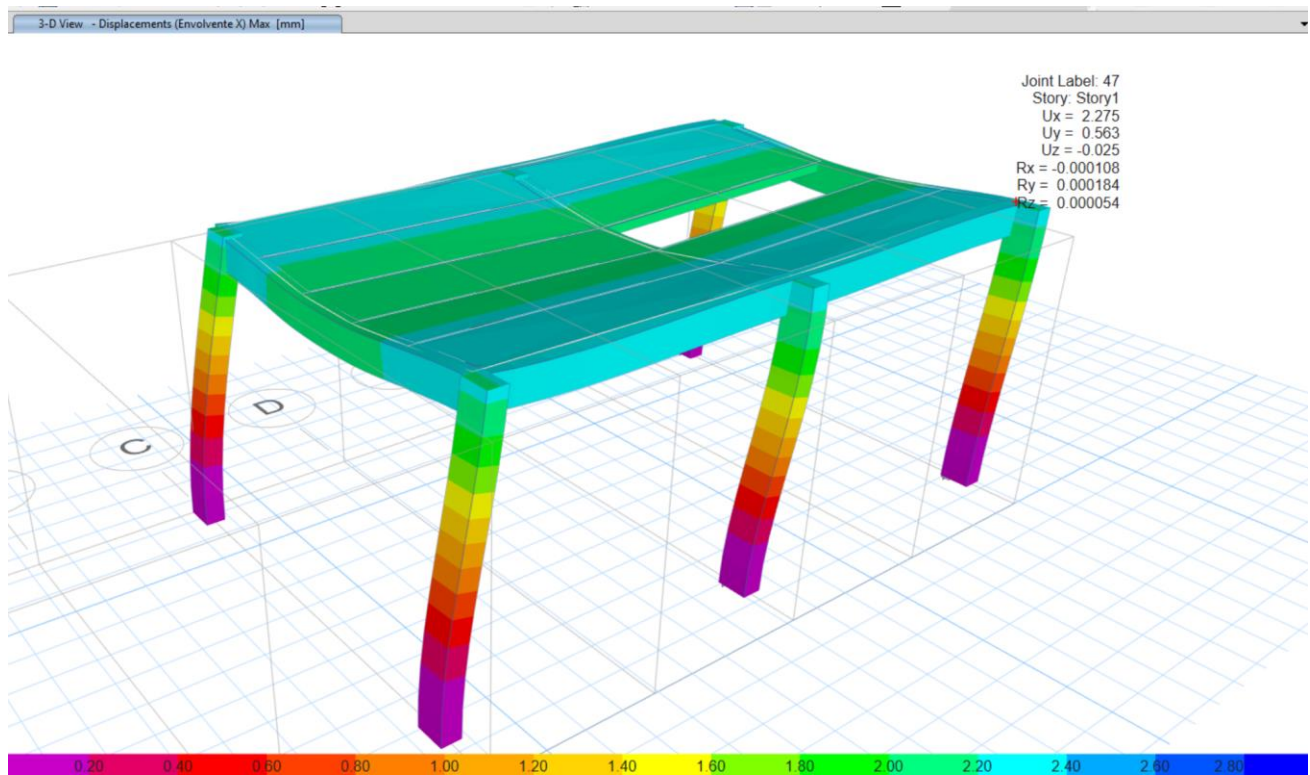 3-D View - Displacements (Envolvente X) Max [mm]
Joint Label: 47
Story: Story1
Ux = 2.275
Uy = 0.563
Uz = -0.025
Rx = -0.000108
Ry = 0.000184
Rz = 0.000054
D
C
0.20 0.40 0.60 0.80 1.00 1.20 1.40 1.60 1.80 2.00 2.20 2.40 2.60 2.80